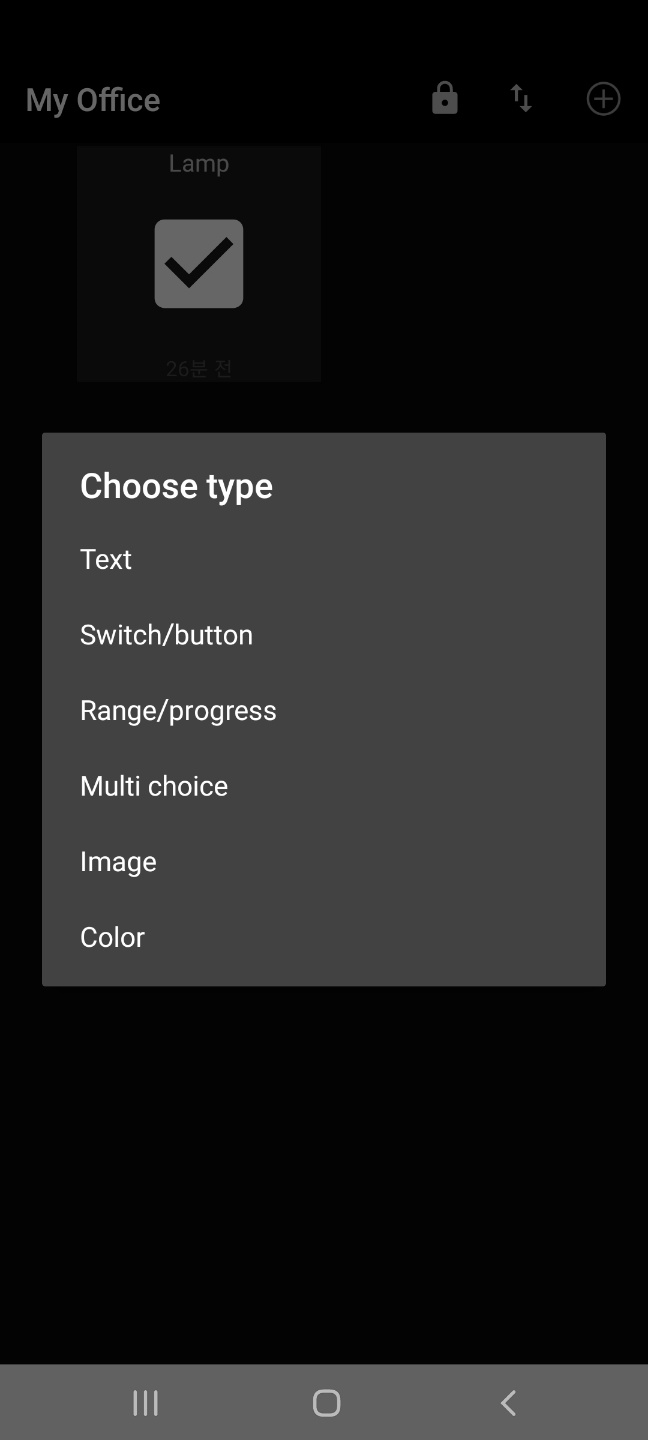 My Office
Lamp
26분 전
Choose type
Text
Switch/button
Range/progress
Multi choice
Image
Color